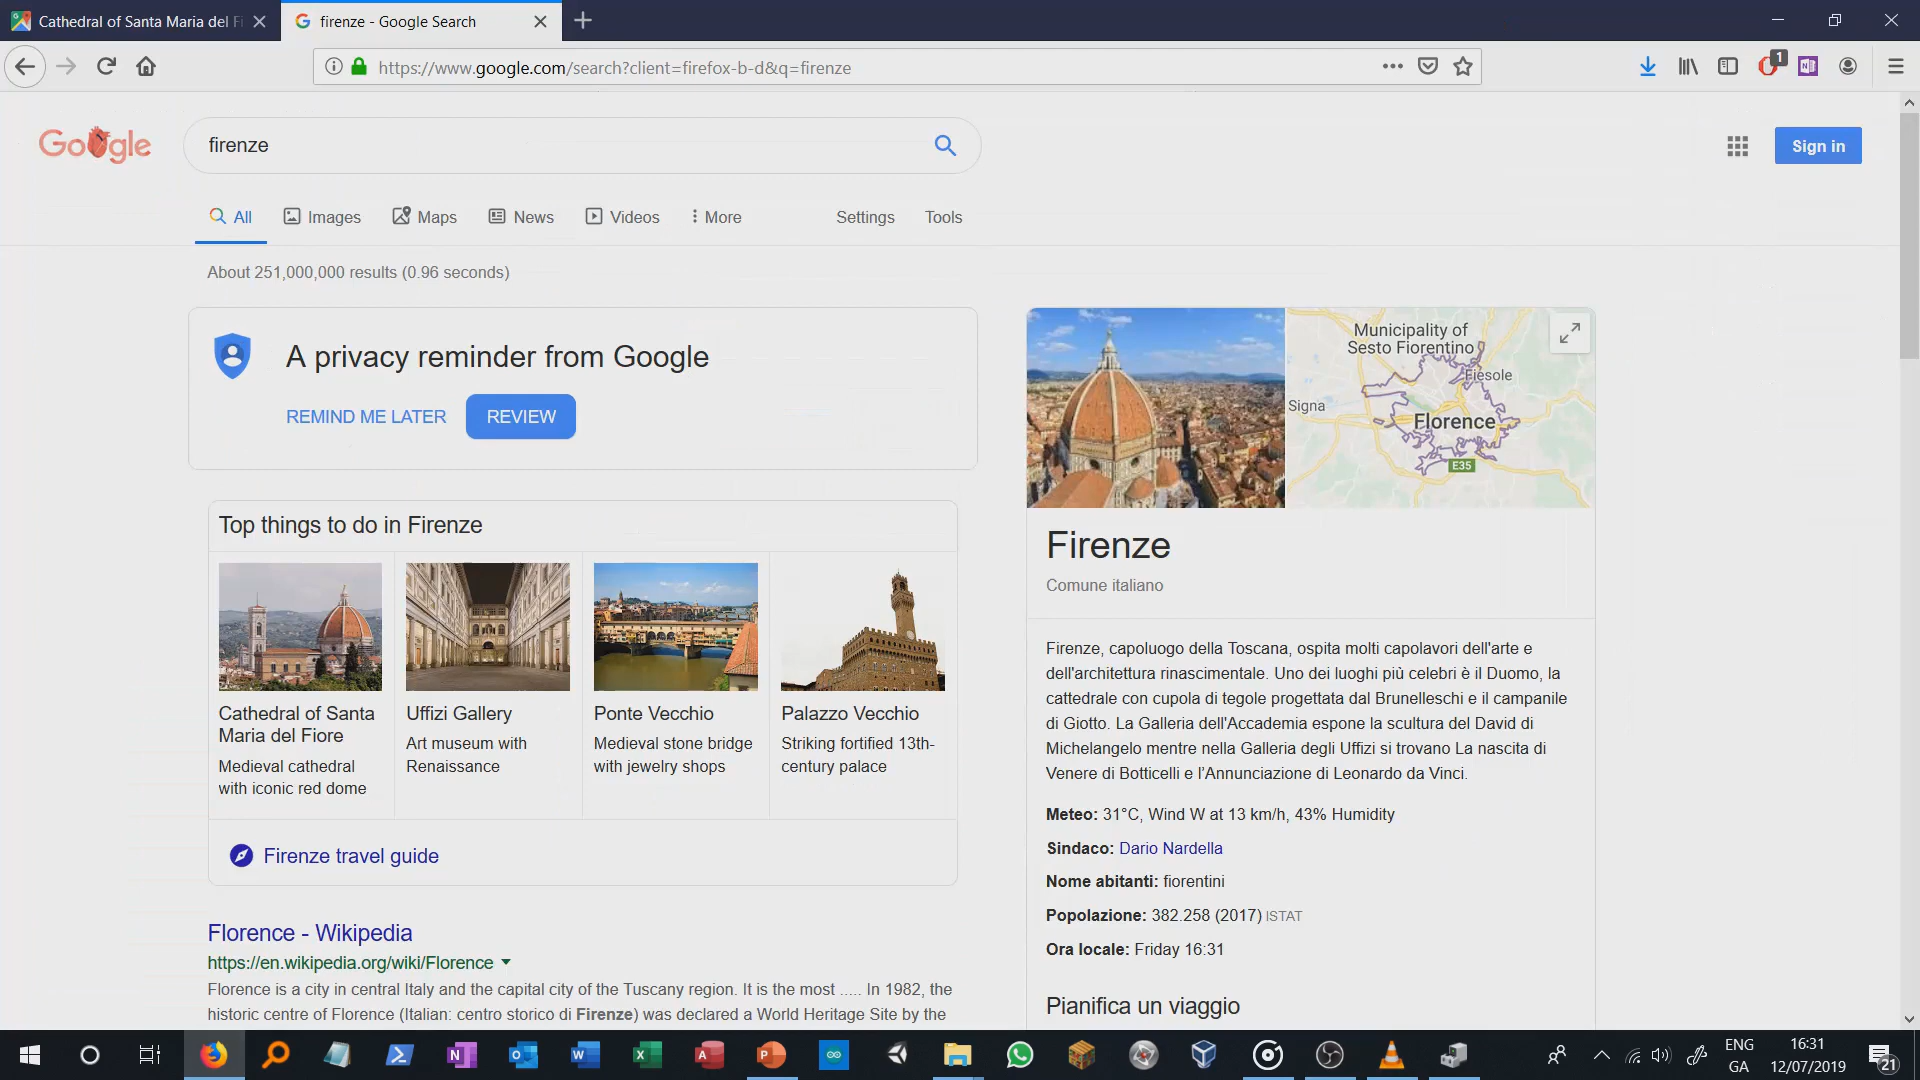 Cathedral of Santa Maria del Fi
firenze - Google Search
https://www.google.com/search?client=firefox-b-d&q=firenze
1
Google
firenze
Sign in
All
Images
Maps
News
Videos
More
Settings
Tools
About 251,000,000 results (0.96 seconds)
A privacy reminder from Google
REMIND ME LATER
REVIEW
Top things to do in Firenze
Cathedral of Santa
Maria del Fiore
Medieval cathedral
with iconic red dome
Uffizi Gallery
Art museum with
Renaissance
Ponte Vecchio
Medieval stone bridge
with jewelry shops
Palazzo Vecchio
Striking fortified 13th-
century palace
Firenze travel guide
Florence - Wikipedia
https://en.wikipedia.org/wiki/Florence
Florence is a city in central Italy and the capital city of the Tuscany region. It is the most ..... In 1982, the
historic centre of Florence (Italian: centro storico di Firenze) was declared a World Heritage Site by the
Municipality of
Sesto Fiorentino
Fiesole
Signa
Florence
E35
Firenze
Comune italiano
Firenze, capoluogo della Toscana, ospita molti capolavori dell'arte e
dell'architettura rinascimentale. Uno dei luoghi più celebri è il Duomo, la
cattedrale con cupola di tegole progettata dal Brunelleschi e il campanile
di Giotto. La Galleria dell'Accademia espone la scultura del David di
Michelangelo mentre nella Galleria degli Uffizi si trovano La nascita di
Venere di Botticelli e l'Annunciazione di Leonardo da Vinci.
Meteo: 31°C, Wind W at 13 km/h, 43% Humidity
Sindaco: Dario Nardella
Nome abitanti: fiorentini
Popolazione: 382.258 (2017) ISTAT
Ora locale: Friday 16:31
Pianifica un viaggio
ENG
GA
16:31
12/07/2019
21